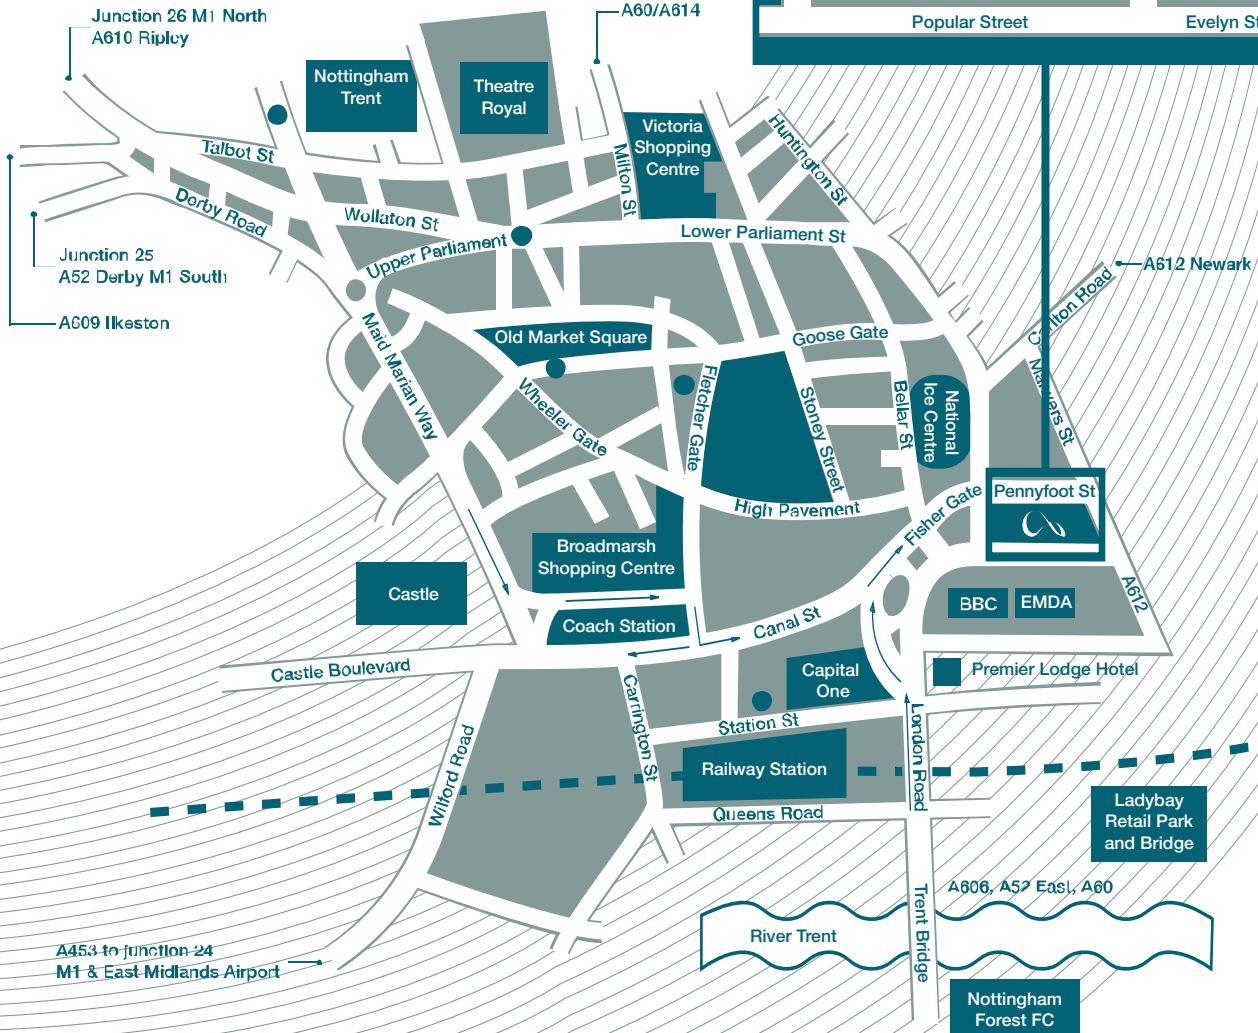 Junction 26 M1 North
A610 Ripley
A60/A614
Popular Street
Evelyn St
Nottingham
Trent
Theatre
Royal
Victoria
Shopping
Centre
Huntington St
Talbot St
Milton St
Derby Road
Wollaton St
Upper Parliament
Lower Parliament St
Junction 25
A52 Derby M1 South
A609 Ilkeston
A612 Newark
Carlton Road
Manvers St
Maid Marian Way
Old Market Square
Goose Gate
Wheeler Gate
Fletcher Gate
Stoney Street
Bellar St
National
Ice Centre
High Pavement
Fisher Gate
Pennyfoot St
Broadmarsh
Shopping Centre
Castle
Coach Station
Canal St
BBC
EMDA
A612
Castle Boulevard
Capital
One
Premier Lodge Hotel
Carrington St
Station St
London Road
Wilford Road
Railway Station
Queens Road
Ladybay
Retail Park
and Bridge
A606, A52 East, A60
River Trent
Trent Bridge
A453 to junction 24
M1 & East Midlands Airport
Nottingham
Forest FC